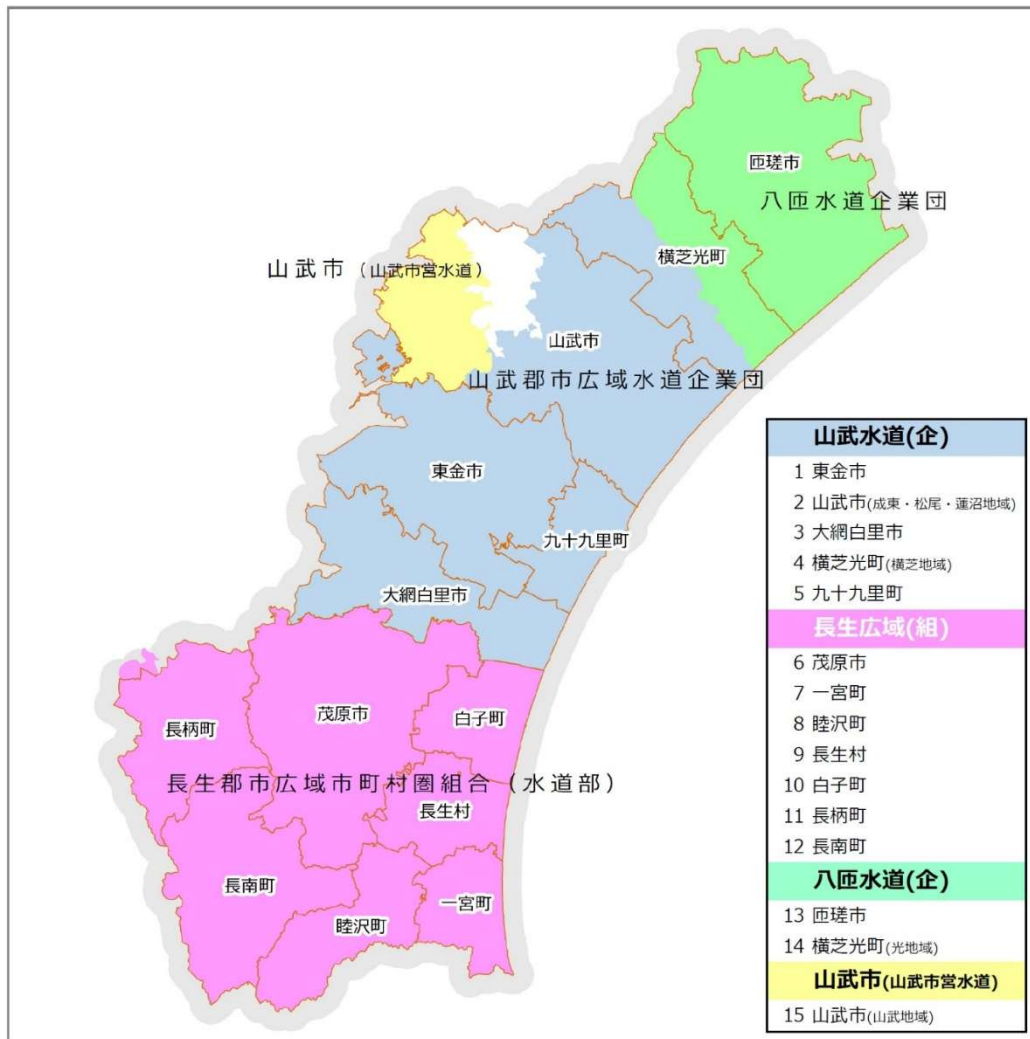 匝瑳市
八匝水道企業団
横芝光町
山武市（山武市営水道）
山武市
山武郡市広域水道企業団
東金市
九十九里町
大網白里市
茂原市
白子町
長柄町
長生郡市広域市町村圏組合（水道部）
長生村
長南町
一宮町
睦沢町
山武水道(企)
1 東金市
2 山武市(成東・松尾・蓮沼地域)
3 大網白里市
4 横芝光町(横芝地域)
5 九十九里町
長生広域(組)
6 茂原市
7 一宮町
8 睦沢町
9 長生村
10 白子町
11 長柄町
12 長南町
八匝水道(企)
13 匝瑳市
14 横芝光町(光地域)
山武市(山武市営水道)
15 山武市(山武地域)